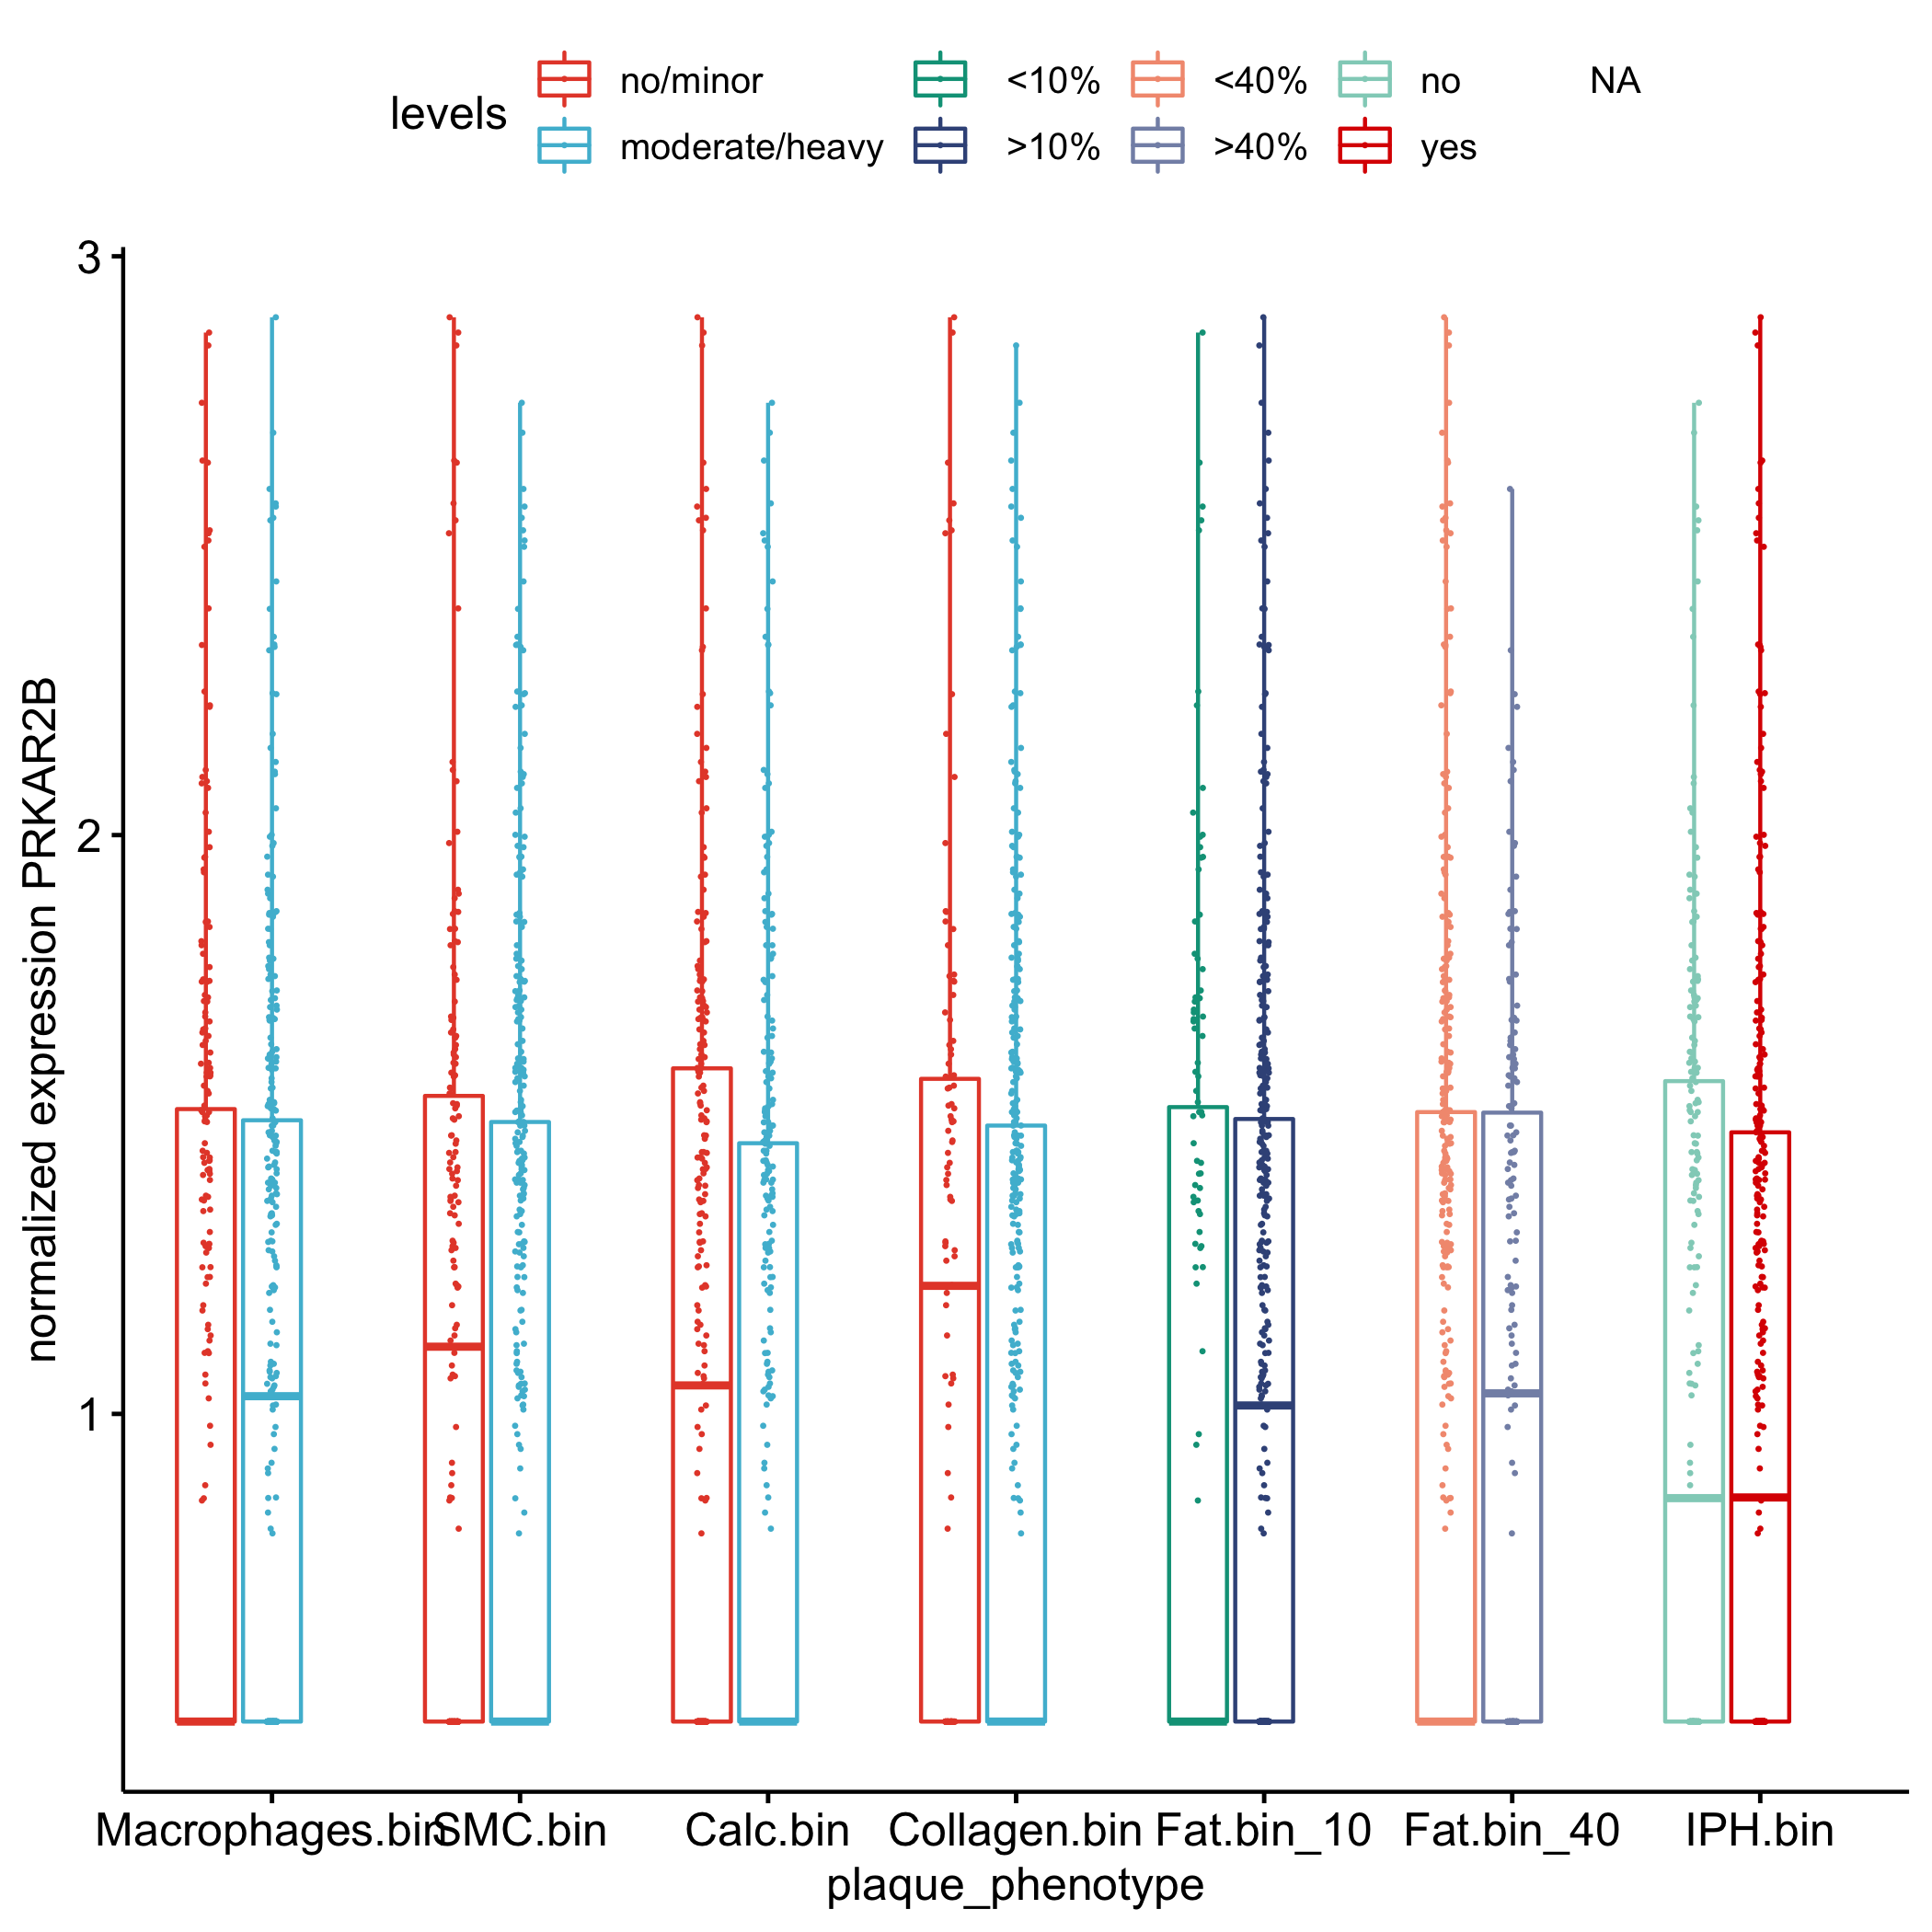 levels
no/minor <10% <40% no NA
moderate/heavy >10% >40% yes
normalized expression PRKAR2B
3
2
1
Macrophages.bin SMC.bin Calc.bin Collagen.bin Fat.bin_10 Fat.bin_40 IPH.bin
plaque_phenotype